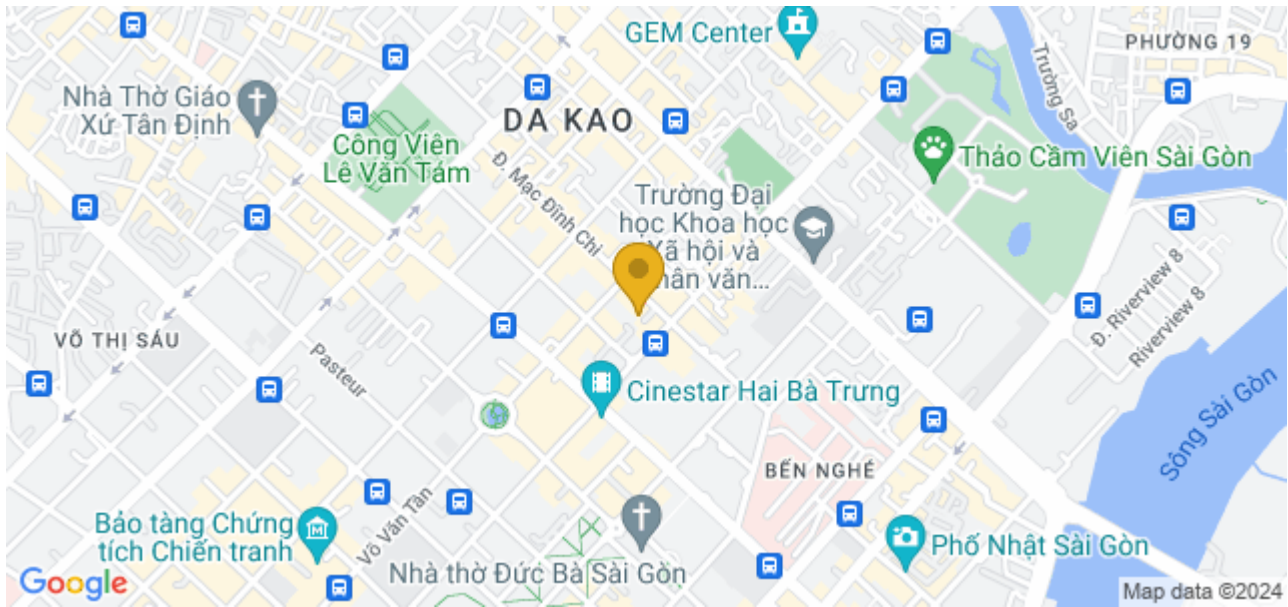 GEM Center
PHƯỜNG 19
Trường Sa
Nhà Thờ Giáo
Xứ Tân Định
DA KAO
Công Viên
Lê Văn Tám
Đ. Mạc Đĩnh Chi
Thảo Cầm Viên Sài Gòn
Trường Đại
học Khoa học
Xã hội và
nhân văn...
Đ. Riverview 8
Riverview 8
VÕ THỊ SÁU
Pasteur
Cinestar Hai Bà Trưng
Sông Sài Gòn
BẾN NGHÉ
Võ Văn Tần
Bảo tàng Chứng
tích Chiến tranh
Phố Nhật Sài Gòn
Nhà thờ Đức Bà Sài Gòn
Google
Map data ©2024